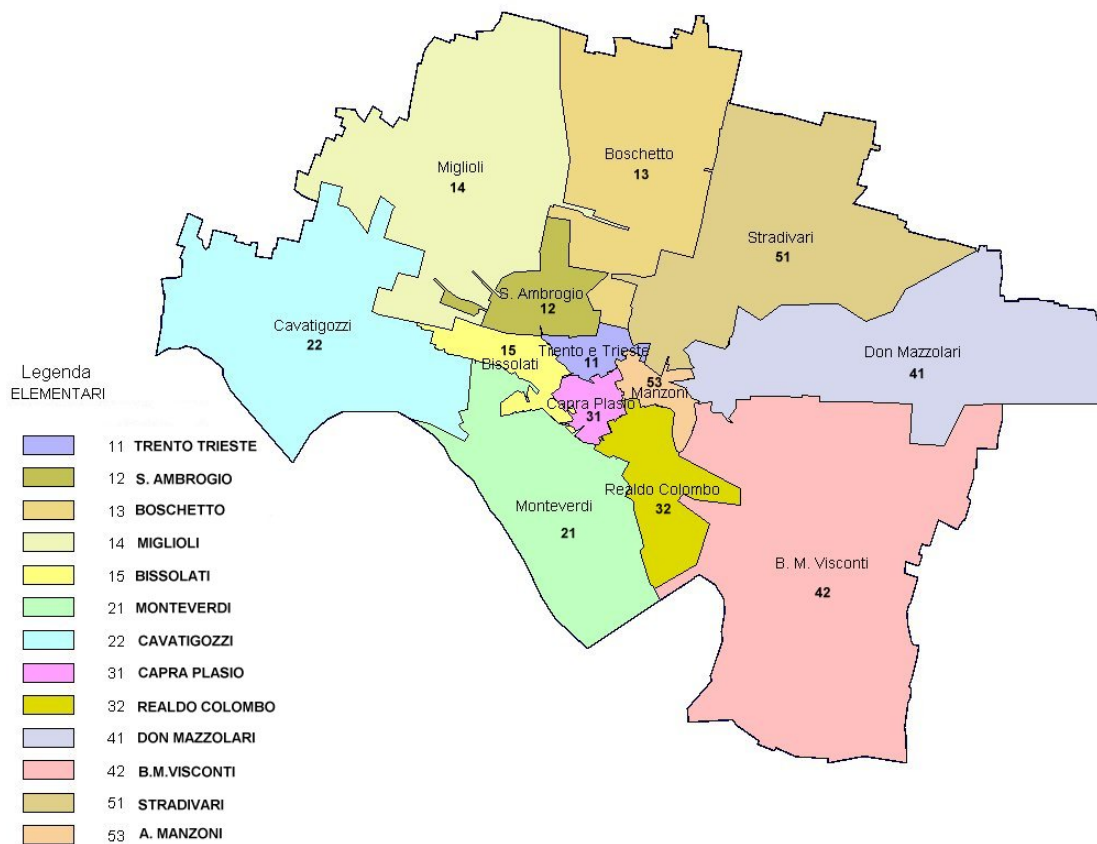 Miglioli
14
Boschetto
13
Stradivari
51
S. Ambrogio
12
Cavatigozzi
22
15
Bissolati
Trento e Trieste
11
Don Mazzolari
41
53
Manzoni
Capra Plasio
31
Realdo Colombo
32
Monteverdi
21
B. M. Visconti
42
Legenda
ELEMENTARI
11 TRENTO TRIESTE
12 S. AMBROGIO
13 BOSCHETTO
14 MIGLIOLI
15 BISSOLATI
21 MONTEVERDI
22 CAVATIGOZZI
31 CAPRA PLASIO
32 REALDO COLOMBO
41 DON MAZZOLARI
42 B.M.VISCONTI
51 STRADIVARI
53 A. MANZONI